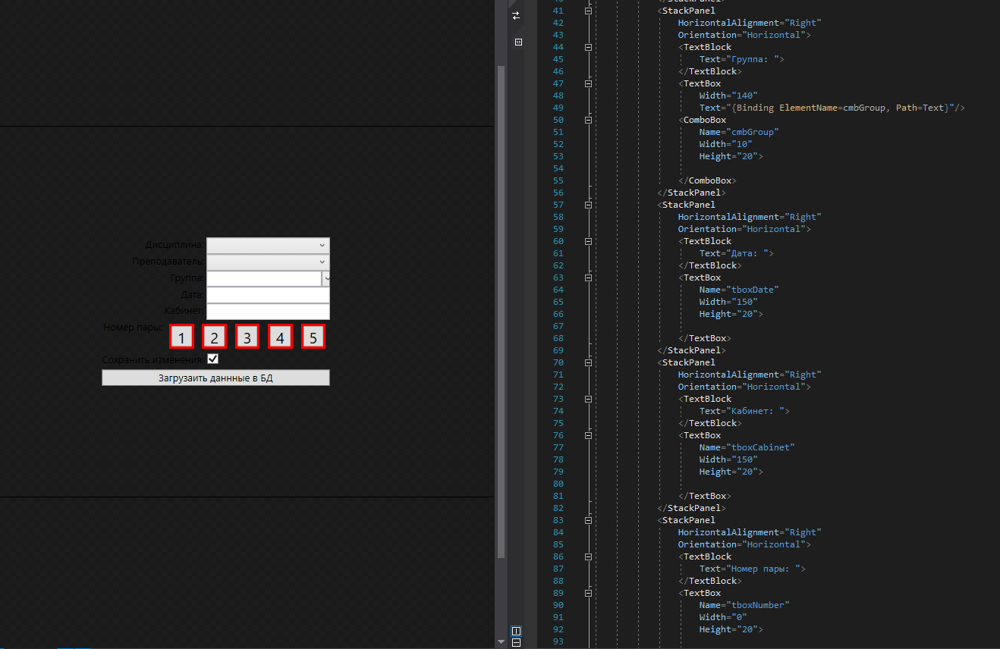 Дисциплина:
Преподаватель:
Группа:
Дата:
Кабинет:
Номер пары: 1 2 3 4 5
Сохранить изменения:
Загрузаить даннные в БД
41 <StackPanel
42 HorizontalAlignment="Right"
43 Orientation="Horizontal">
44 <TextBlock
45 Text="Группа: ">
46 </TextBlock>
47 <TextBox
48 Width="140"
49 Text="{Binding ElementName=cmbGroup, Path=Text}"/>
50 <ComboBox
51 Name="cmbGroup"
52 Width="10"
53 Height="20">
54
55 </ComboBox>
56 </StackPanel>
57 <StackPanel
58 HorizontalAlignment="Right"
59 Orientation="Horizontal">
60 <TextBlock
61 Text="Дата: ">
62 </TextBlock>
63 <TextBox
64 Name="tboxDate"
65 Width="150"
66 Height="20">
67
68 </TextBox>
69 </StackPanel>
70 <StackPanel
71 HorizontalAlignment="Right"
72 Orientation="Horizontal">
73 <TextBlock
74 Text="Кабинет: ">
75 </TextBlock>
76 <TextBox
77 Name="tboxCabinet"
78 Width="150"
79 Height="20">
80
81 </TextBox>
82 </StackPanel>
83 <StackPanel
84 HorizontalAlignment="Right"
85 Orientation="Horizontal">
86 <TextBlock
87 Text="Номер пары: ">
88 </TextBlock>
89 <TextBox
90 Name="tboxNumber"
91 Width="0"
92 Height="20">
93